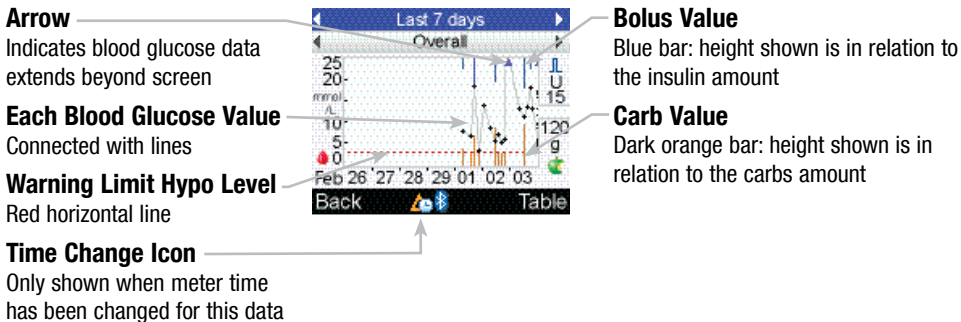 Arrow
Indicates blood glucose data
extends beyond screen
Each Blood Glucose Value
Connected with lines
Warning Limit Hypo Level
Red horizontal line
Time Change Icon
Only shown when meter time
has been changed for this data
Last 7 days
Overall
25
20
mmol
/L
10
5
0
U
15
120
g
Feb 26 27 28 29 01 02 03
Back
Table
Bolus Value
Blue bar: height shown is in relation to
the insulin amount
Carb Value
Dark orange bar: height shown is in
relation to the carbs amount